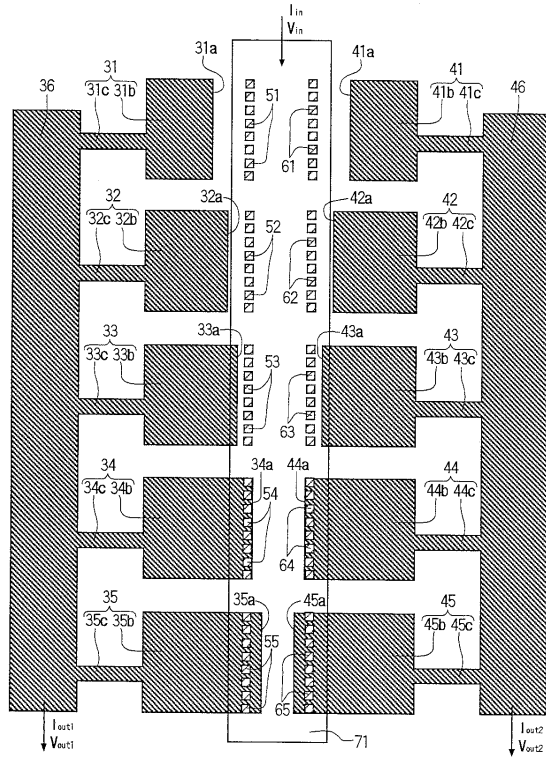 I_in
V_in
31a
41a
31
31c 31b
41
41b 41c
36
46
51
61
32a
42a
32
32c 32b
42
42b 42c
52
62
33a
43a
33
33c 33b
43
43b 43c
53
63
34a
44a
34
34c 34b
44
44b 44c
54
64
35a
45a
35
35c 35b
45
45b 45c
55
65
71
I_out1
V_out1
I_out2
V_out2